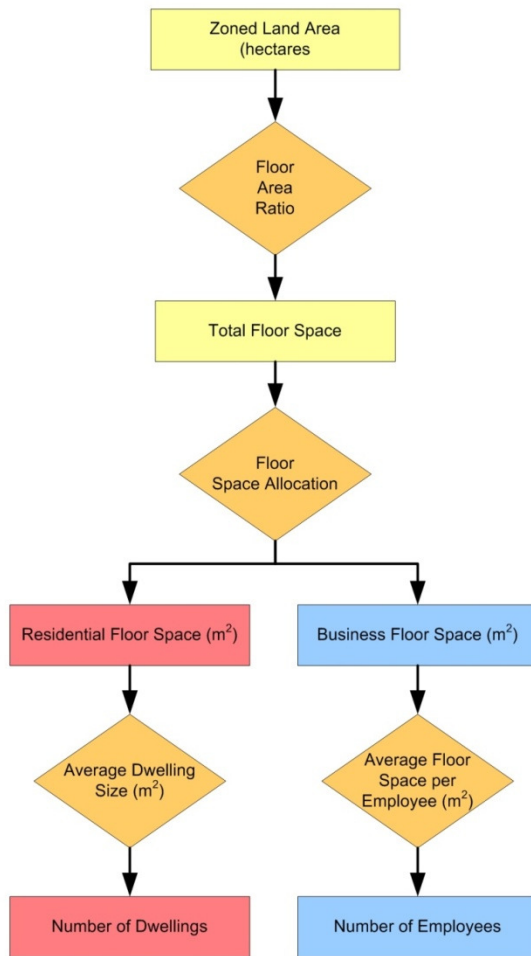 Zoned Land Area
(hectares
Floor
Area
Ratio
Total Floor Space
Floor
Space Allocation
Residential Floor Space (m²)
Business Floor Space (m²)
Average Dwelling
Size (m²)
Average Floor
Space per
Employee (m²)
Number of Dwellings
Number of Employees